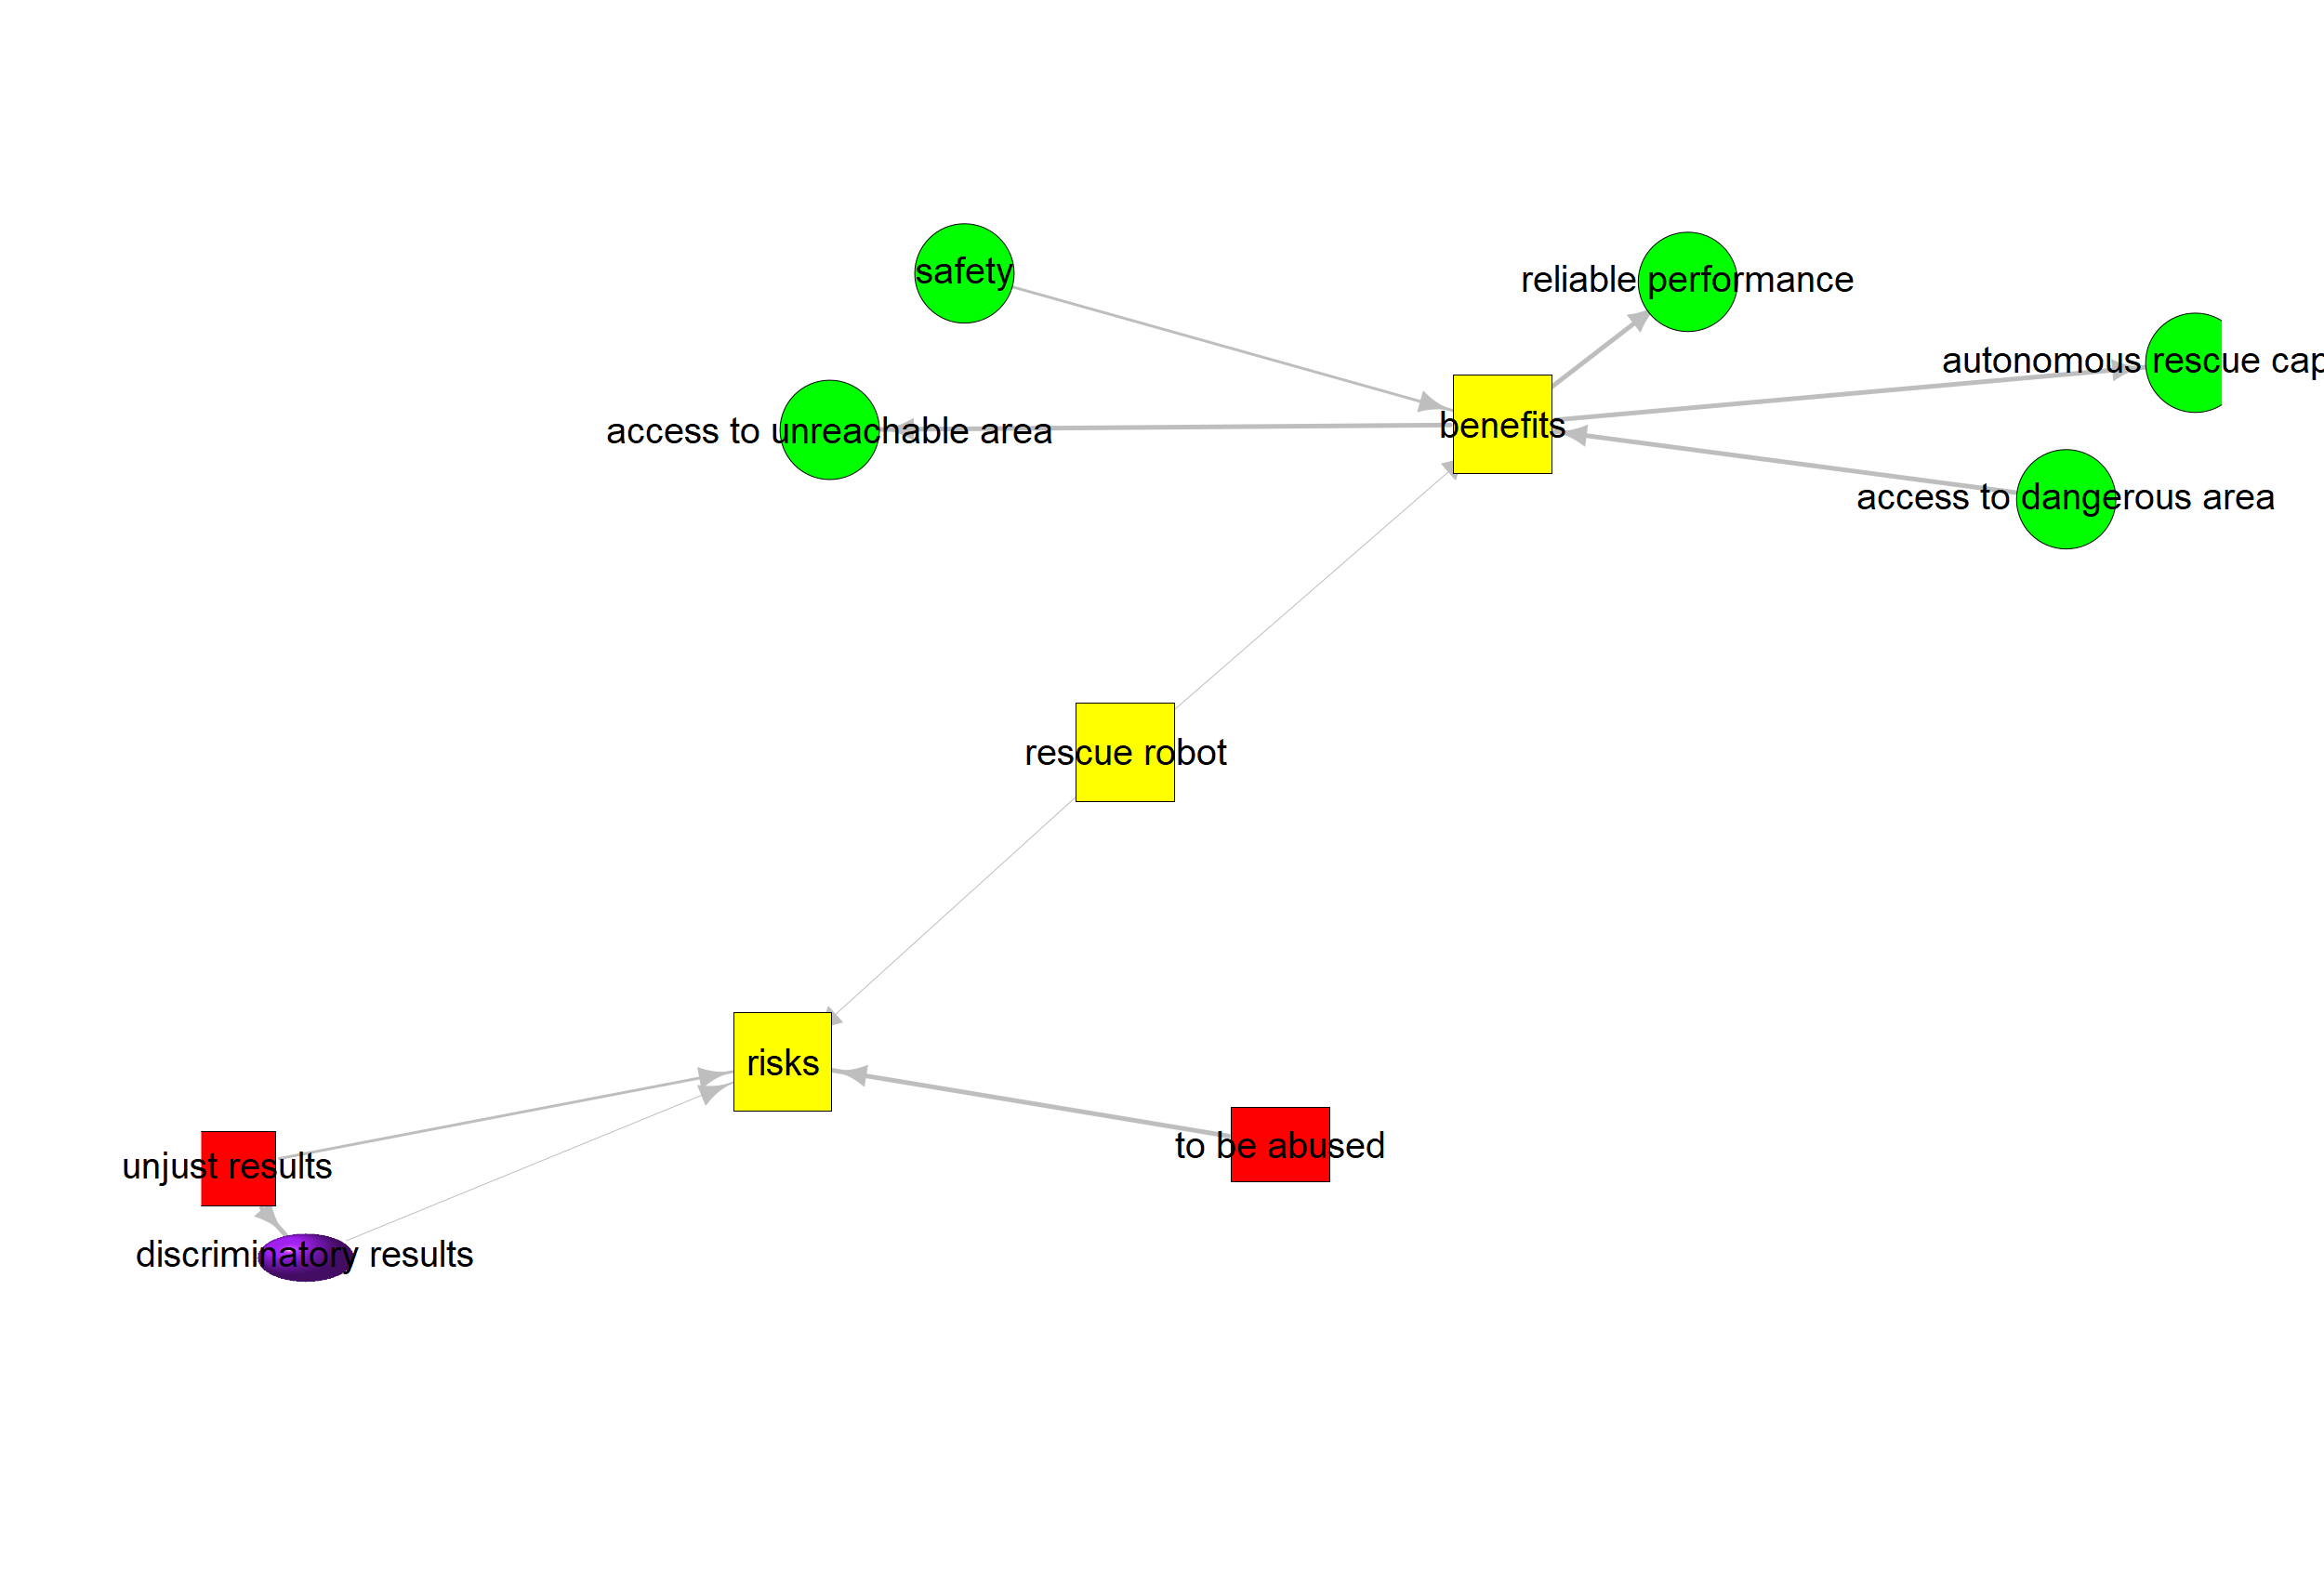 safety
reliable performance
autonomous rescue cap
access to unreachable area
benefits
access to dangerous area
rescue robot
risks
to be abused
unjust results
discriminatory results